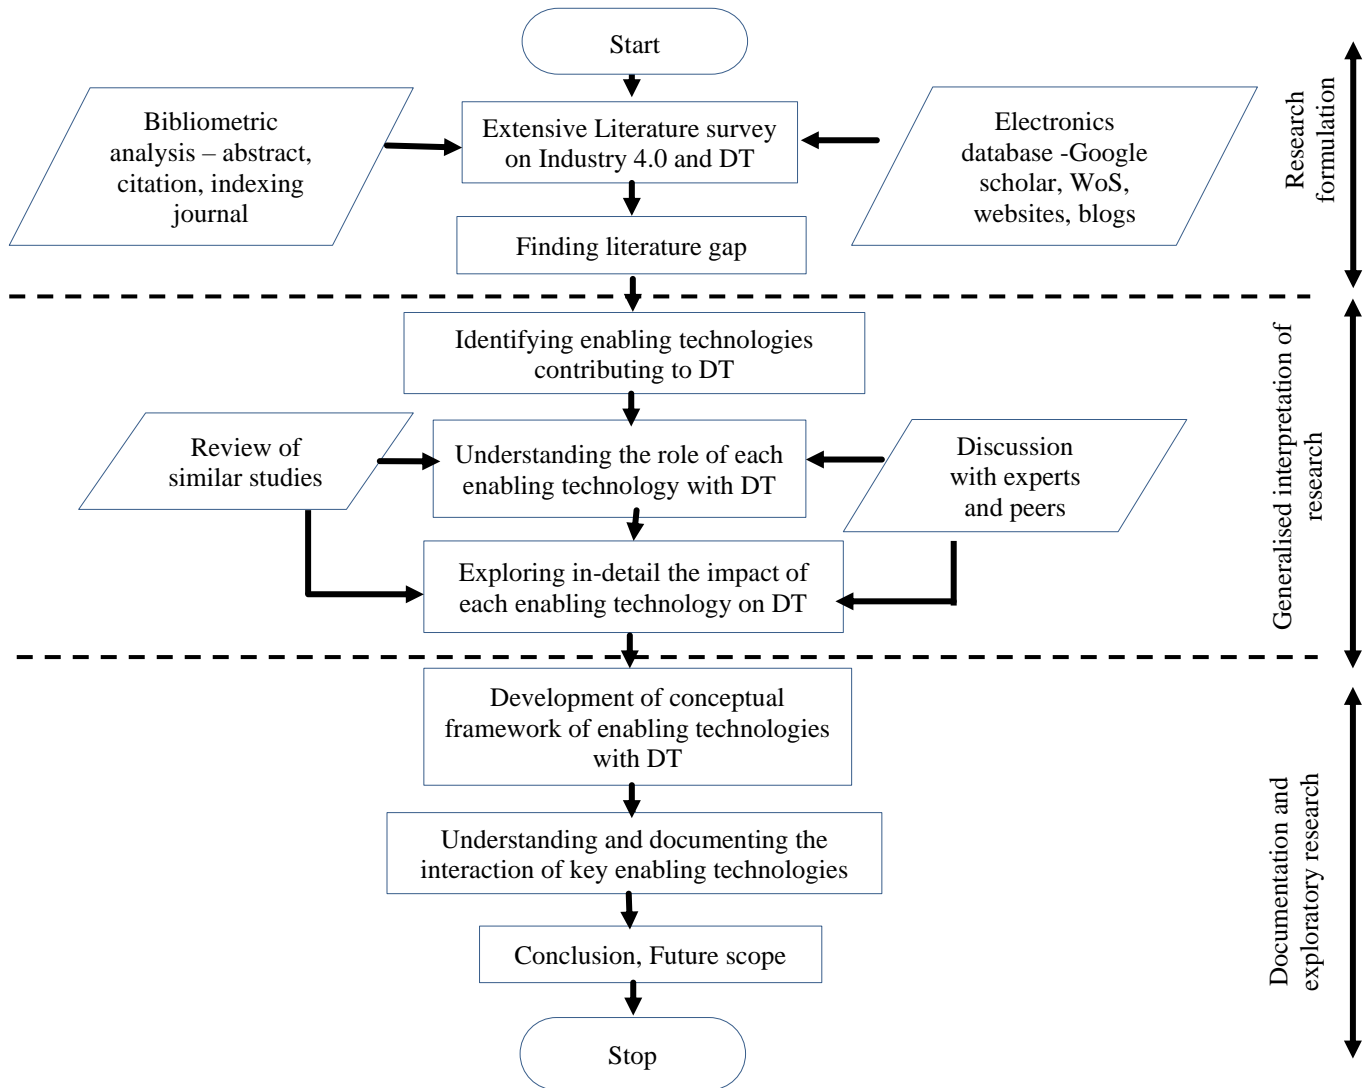 Start
Bibliometric
analysis – abstract,
citation, indexing
journal
Extensive Literature survey
on Industry 4.0 and DT
Electronics
database -Google
scholar, WoS,
websites, blogs
Research
formulation
Finding literature gap
Identifying enabling technologies
contributing to DT
Review of
similar studies
Understanding the role of each
enabling technology with DT
Discussion
with experts
and peers
Exploring in-detail the impact of
each enabling technology on DT
Generalised interpretation of
research
Development of conceptual
framework of enabling technologies
with DT
Understanding and documenting the
interaction of key enabling technologies
Conclusion, Future scope
Stop
Documentation and
exploratory research